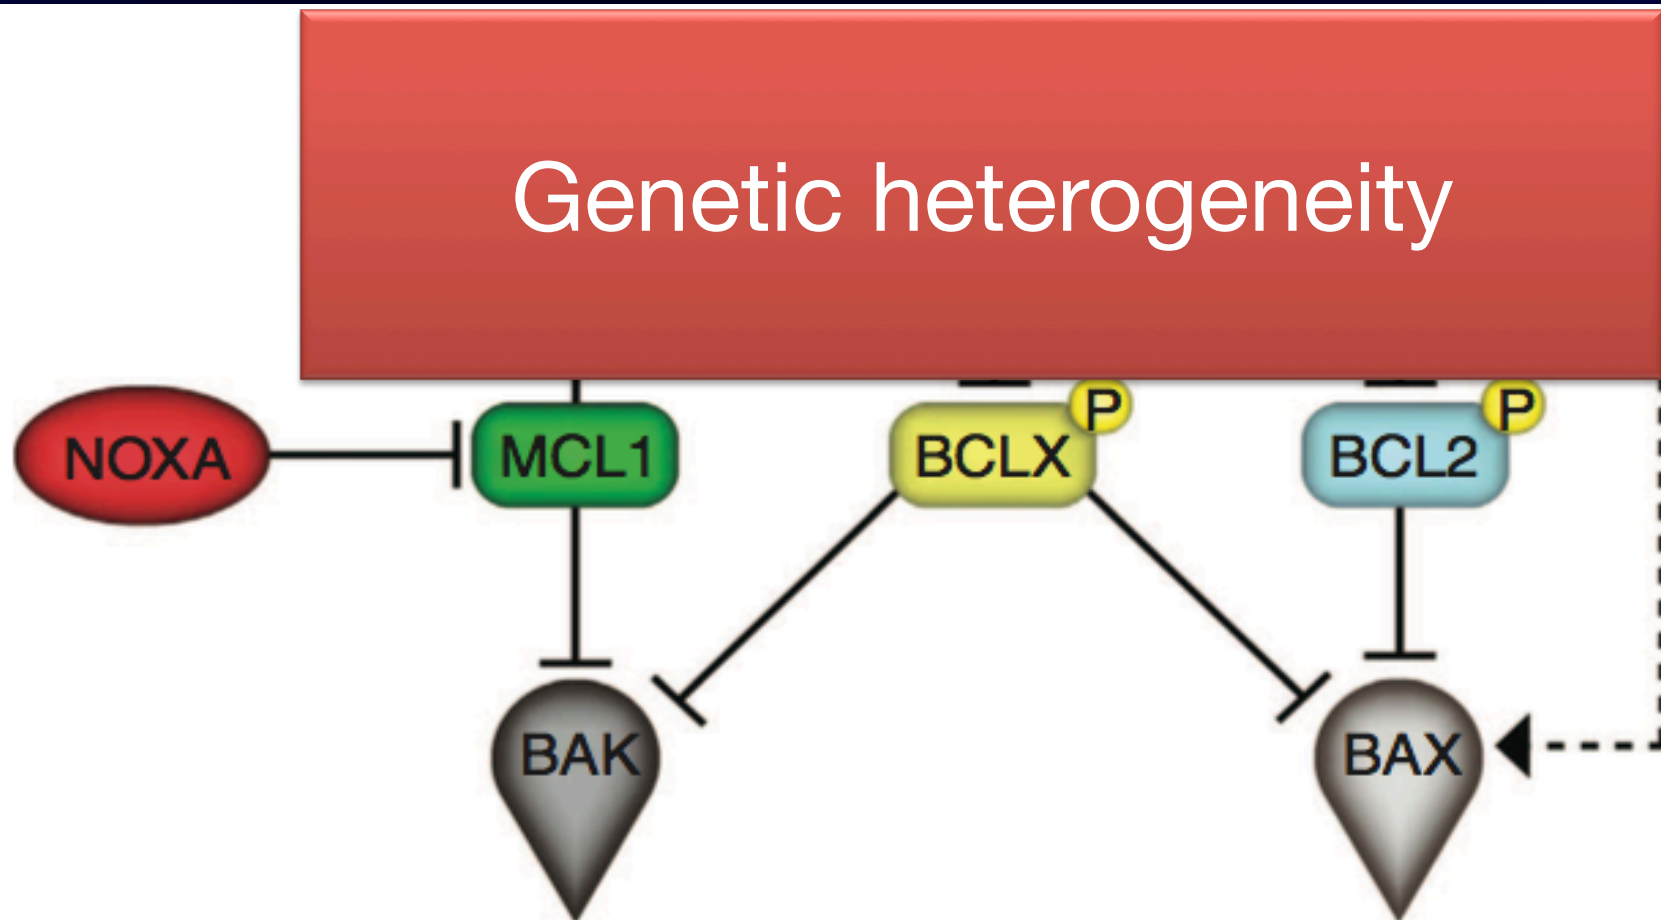 Genetic heterogeneity
P
P
NOXA
MCL1
BCLX
BCL2
BAK
BAX